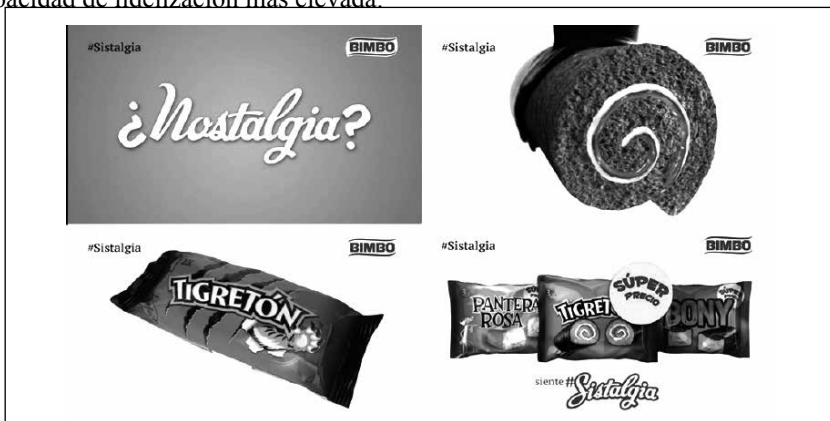 pacidad de fidelización más elevada.
#Sistalgia
BIMBO
¿Nostalgia?
#Sistalgia
BIMBO
#Sistalgia
BIMBO
TIGRETÓN
#Sistalgia
BIMBO
PANTERA
ROSA
TIGRET
SÚPER
PRECIO
BONY
siente #Sistalgia